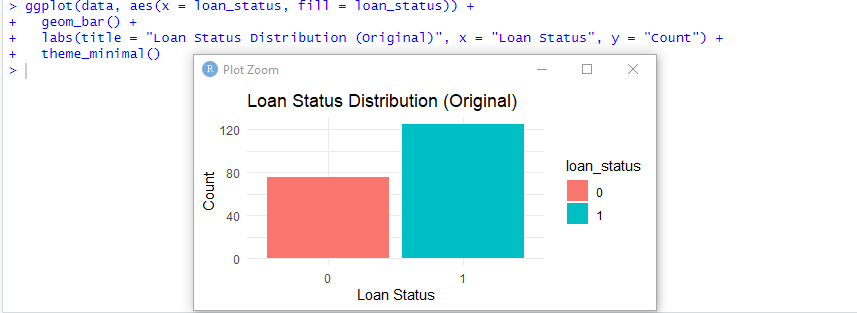 > ggplot(data, aes(x = loan_status, fill = loan_status)) +
+   geom_bar() +
+   labs(title = "Loan Status Distribution (Original)", x = "Loan Status", y = "Count") +
+   theme_minimal()
>
R Plot Zoom
Loan Status Distribution (Original)
120
80
40
0
Count
0 1
Loan Status
loan_status
0
1